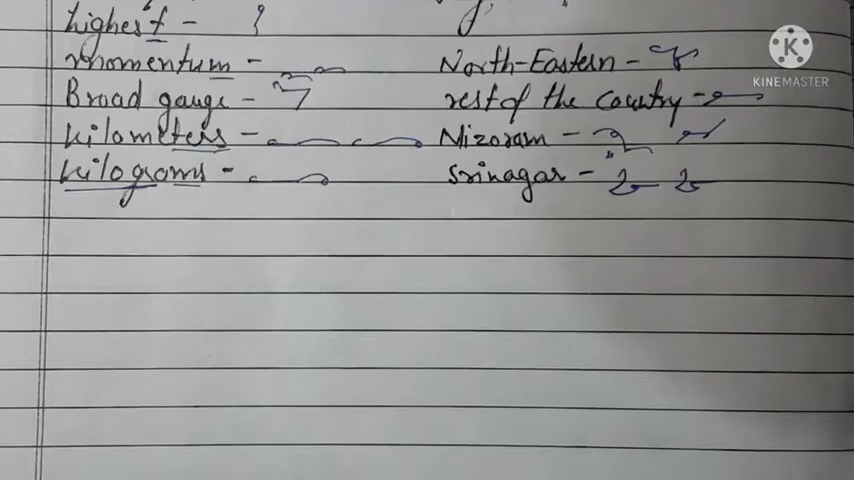 highest -
momentum -
Broad gauge -
kilometers -
kilograms -
North-Eastern -
rest of the country -
Mizoram -
Srinagar -
K
KINEMASTER